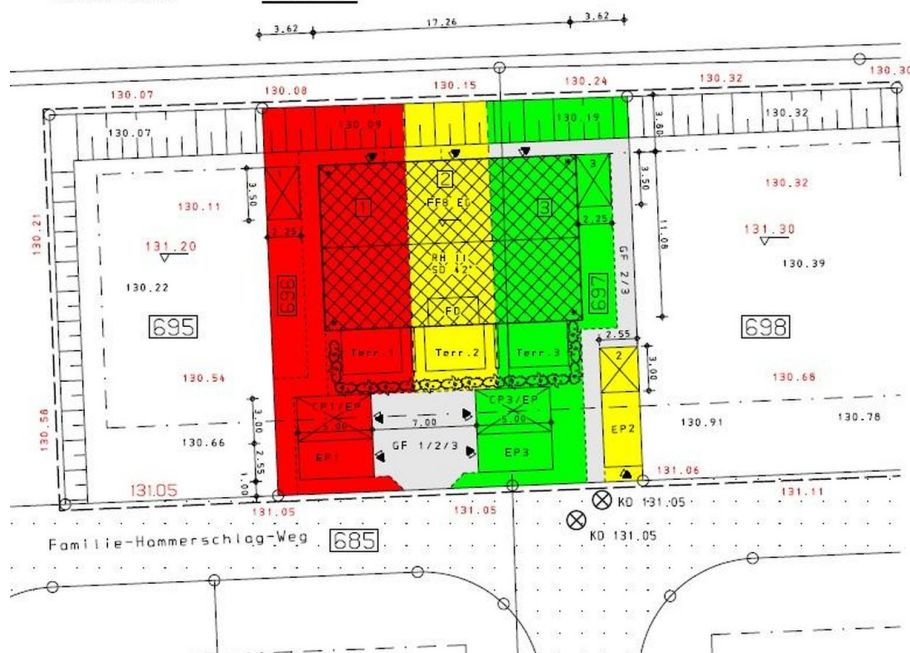 3.62 17.26 3.62
130.07 130.08 130.15 130.24 130.32 130.30
130.07 130.09 130.19 3.60 130.32
1 2 3
3.50 1 FFB EG 3 3.50 130.32
130.21 130.11 2.25 2.25 11.08
131.20 131.30
RH II
SD 42°
130.22 696 697 GF 2/3 130.39
FD
695 698
2.55
Terr.1 Terr.2 Terr.3 2 3.00
130.54 130.68
CP1/EP CP3/EP
130.58 3.00 5.00 7.00 5.00 130.91 130.78
130.66 GF 1/2/3 EP2
2.55 EP1 EP3
131.05 1.00 131.06
131.05 131.05 131.11
KD 131.05
KD 131.05
Familie-Hammerschlag-Weg 685